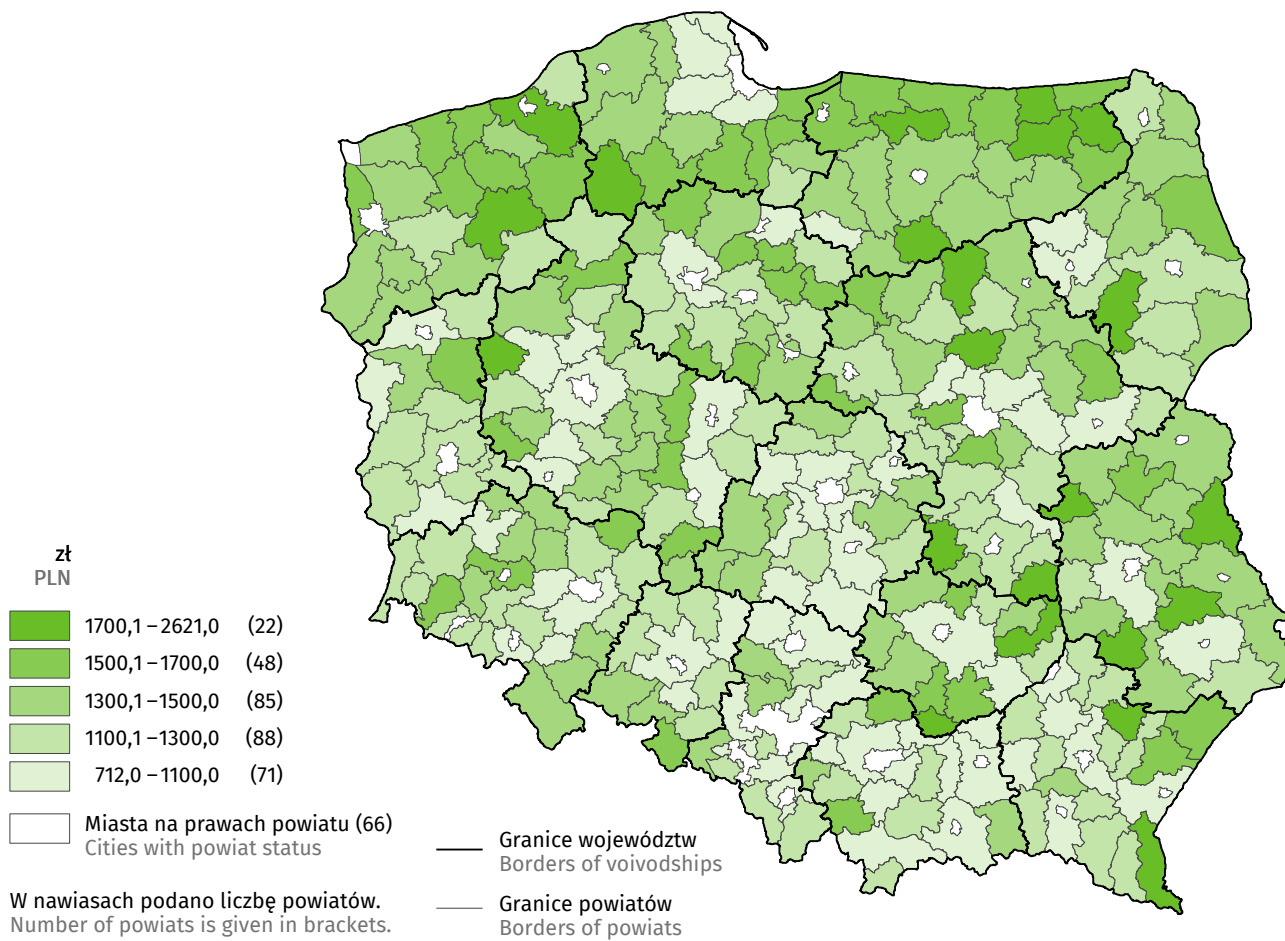 zł
PLN
1700,1 – 2621,0 (22)
1500,1 – 1700,0 (48)
1300,1 – 1500,0 (85)
1100,1 – 1300,0 (88)
712,0 – 1100,0 (71)
Miasta na prawach powiatu (66)
Cities with powiat status
W nawiasach podano liczbę powiatów.
Number of powiats is given in brackets.
Granice województw
Borders of voivodships
Granice powiatów
Borders of powiats